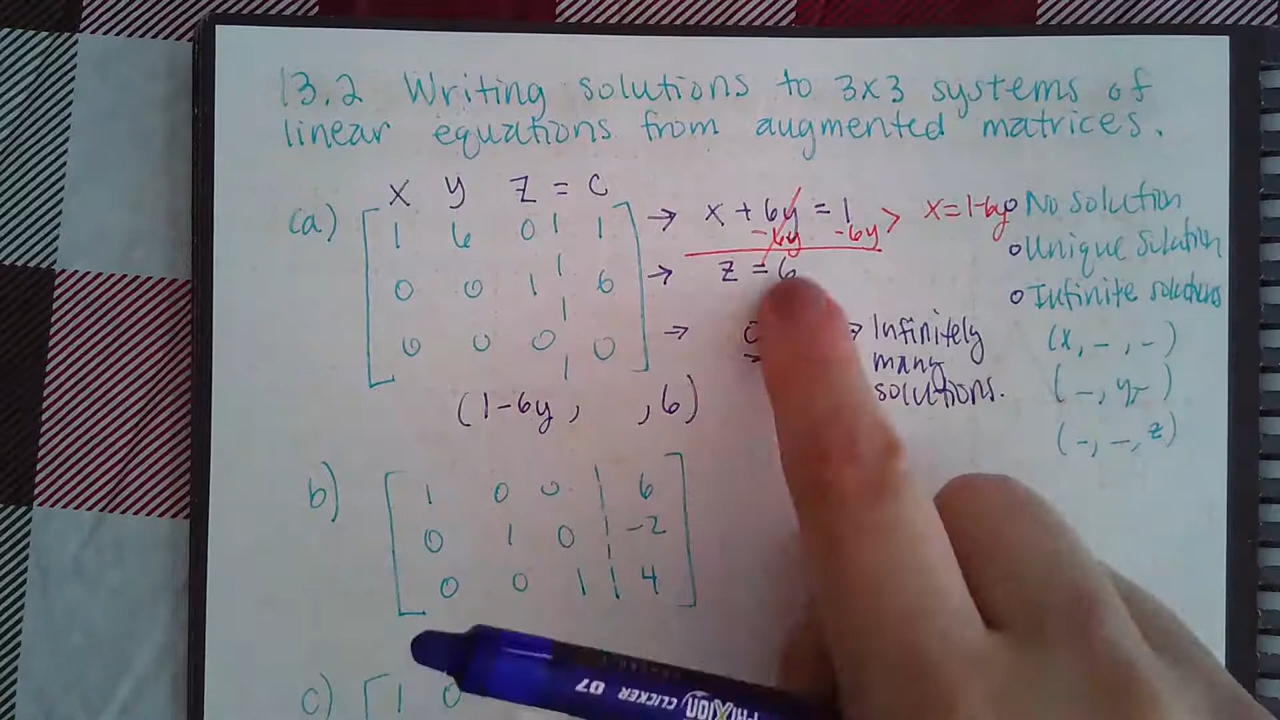 13.2 Writing solutions to 3x3 systems of
linear equations from augmented matrices.
x y z = c
(a) [ 1 6 0 | 1 ] → x + 6y = 1 > x=1-6y
-6y -6y
[ 0 0 1 | 6 ] → z = 6
[ 0 0 0 | 0 ] → 0 → Infinitely
many
solutions.
(1-6y, , 6)
o No solution
o Unique solution
o Infinite solutions
(x, -, -)
(-, y, -)
(-, -, z)
b) [ 1 0 0 | 6 ]
[ 0 1 0 | -2 ]
[ 0 0 1 | 4 ]
c) [ 1 0
FRIXION CLICKER 07